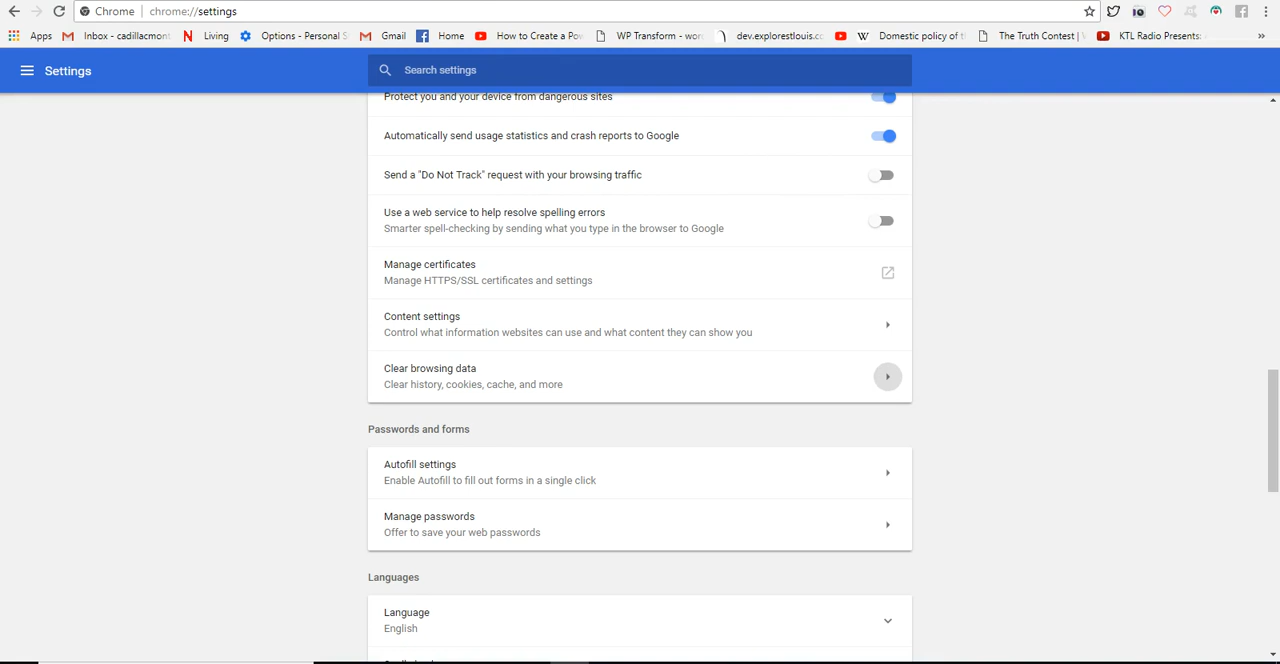 Chrome | chrome://settings
Apps Inbox - cadillacmont Living Options - Personal S Gmail Home How to Create a Pow WP Transform - wor dev.explorestlouis.cc Domestic policy of t The Truth Contest | KTL Radio Presents: »
Settings
Search settings
Protect you and your device from dangerous sites
Automatically send usage statistics and crash reports to Google
Send a "Do Not Track" request with your browsing traffic
Use a web service to help resolve spelling errors
Smarter spell-checking by sending what you type in the browser to Google
Manage certificates
Manage HTTPS/SSL certificates and settings
Content settings
Control what information websites can use and what content they can show you
Clear browsing data
Clear history, cookies, cache, and more
Passwords and forms
Autofill settings
Enable Autofill to fill out forms in a single click
Manage passwords
Offer to save your web passwords
Languages
Language
English